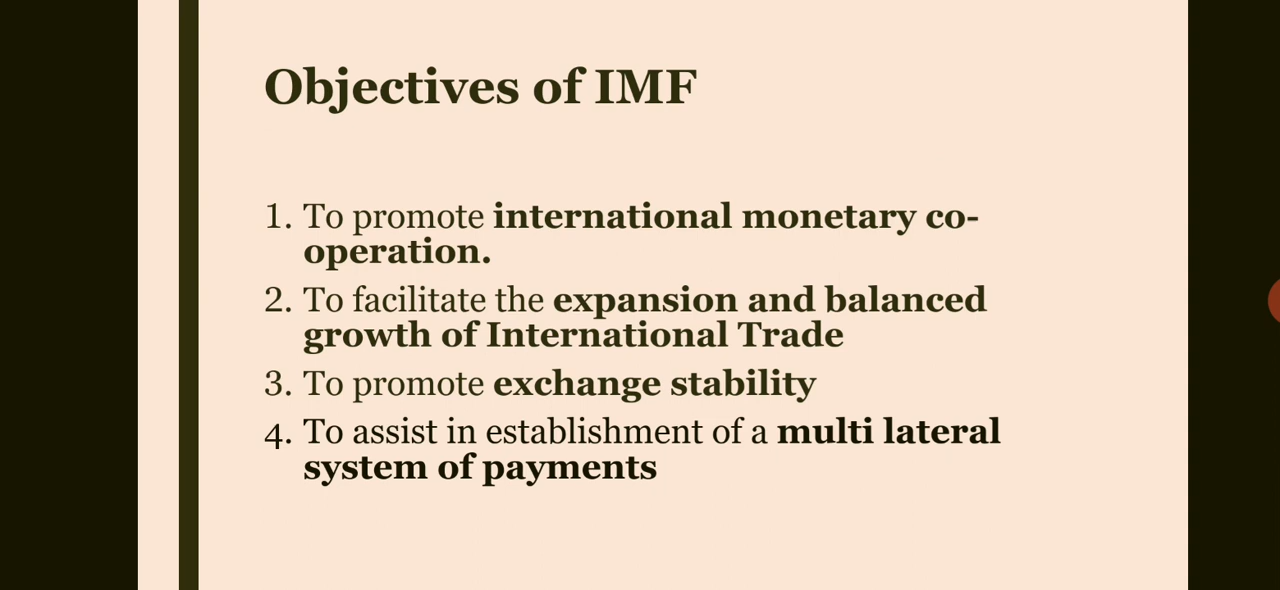 Objectives of IMF
1. To promote international monetary co-
operation.
2. To facilitate the expansion and balanced
growth of International Trade
3. To promote exchange stability
4. To assist in establishment of a multi lateral
system of payments